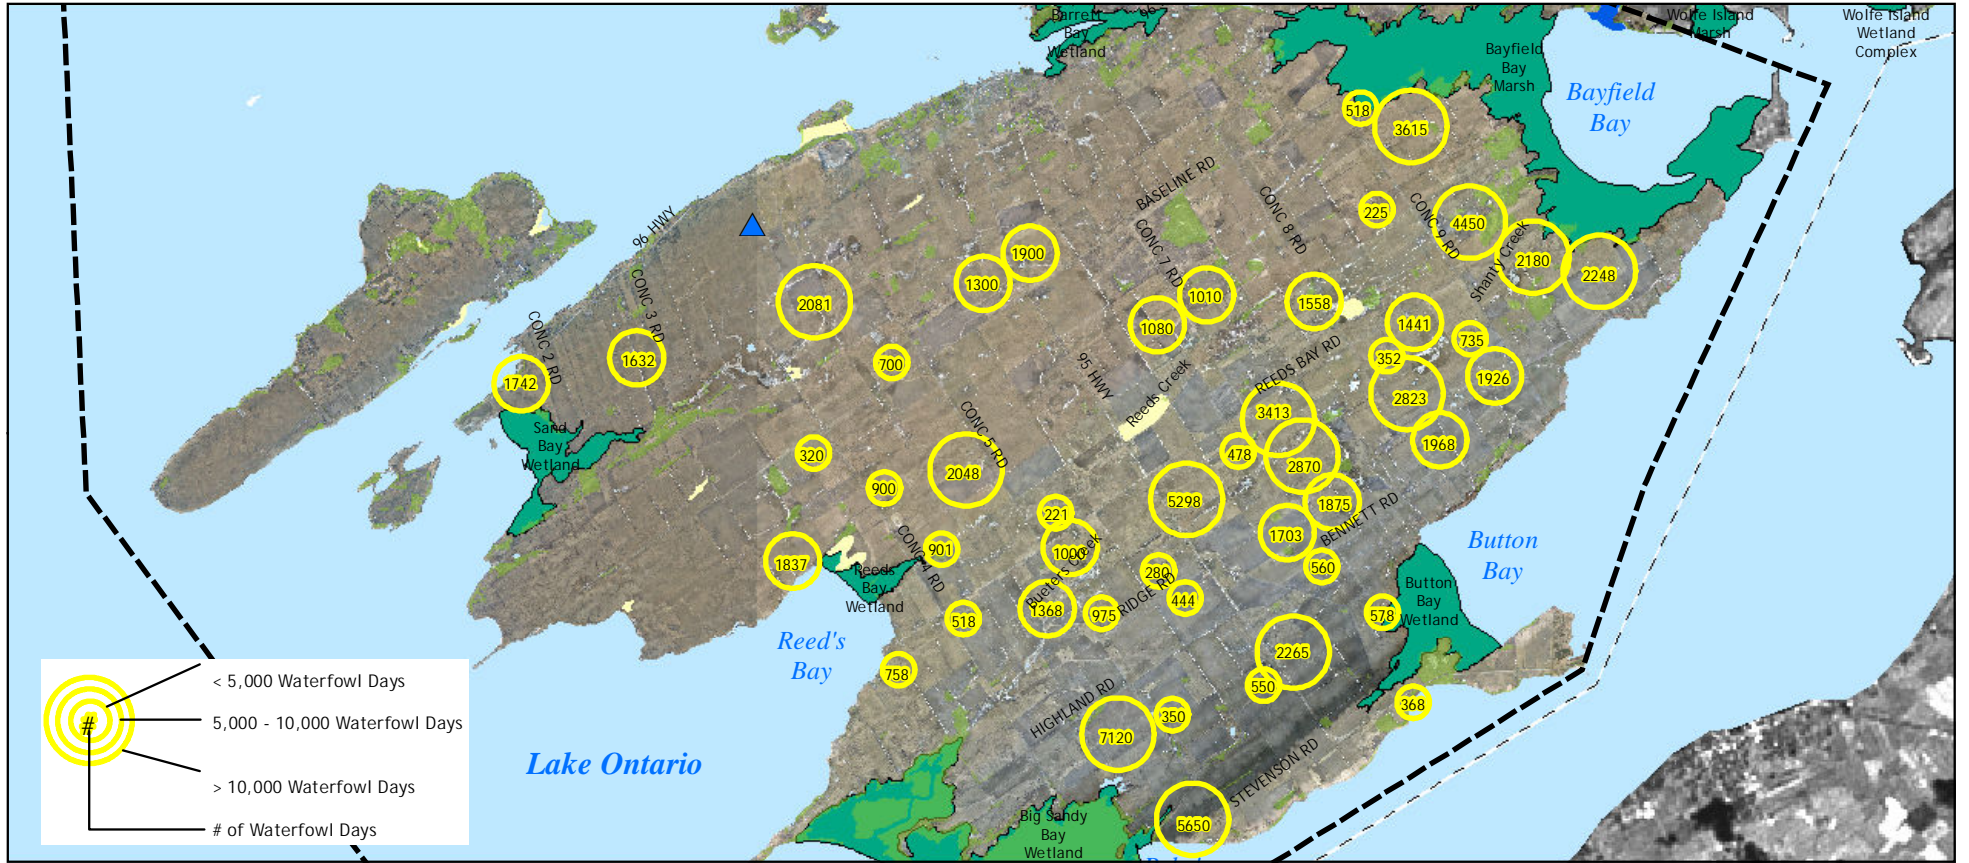 Barrett
Bay
Wetland
96
Wolfe Island
Marsh
Wolfe Island
Wetland
Complex
Bayfield
Bay
Marsh
Bayfield
Bay
518
3615
BASELINE RD
CONC 8 RD
225
CONC 9 RD
4450
Shanty Creek
2180
2248
96 HWY
CONC 7 RD
1900
1300
1010
1558
2081
CONC 3 RD
1080
1441
735
CONC 2 RD
1632
700
95 HWY
REEDS BAY RD
352
1742
1926
2823
Reeds Creek
3413
CONC 5 RD
Sand
Bay
Wetland
1968
320
478
2870
2048
900
5298
1875
221
BENNETT RD
1703
CONC 4 RD
901
1000
Pueters Creek
1837
Reeds
Bay
Wetland
280
560
Button
Bay
444
RIDGE RD
Button
Bay
Wetland
1368
975
578
518
Reed's
Bay
2265
758
550
HIGHLAND RD
368
350
7120
Lake Ontario
STEVENSON RD
5650
Big Sandy
Bay
Wetland
< 5,000 Waterfowl Days
5,000 - 10,000 Waterfowl Days
#
> 10,000 Waterfowl Days
# of Waterfowl Days